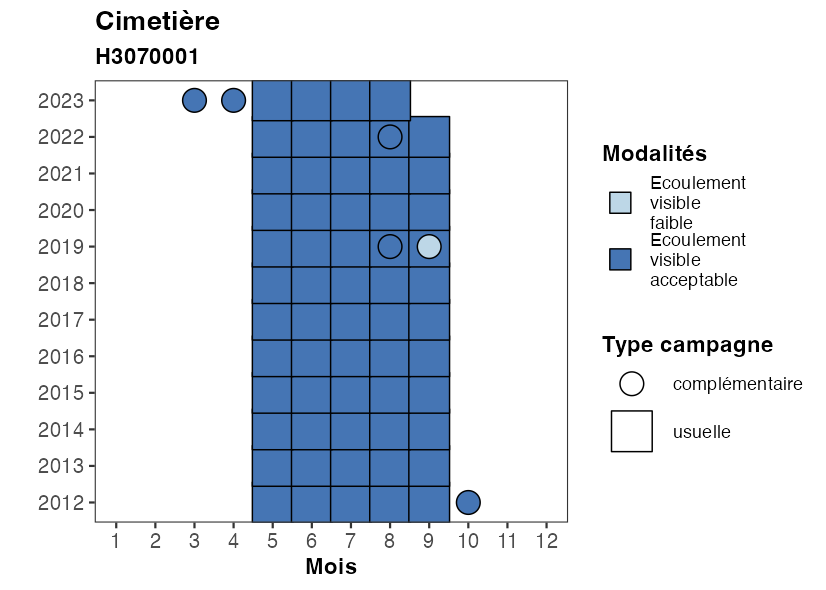 Cimetière
H3070001
2023
2022
2021
2020
2019
2018
2017
2016
2015
2014
2013
2012
1 2 3 4 5 6 7 8 9 10 11 12
Mois
Modalités
Ecoulement
visible
faible
Ecoulement
visible
acceptable
Type campagne
complémentaire
usuelle